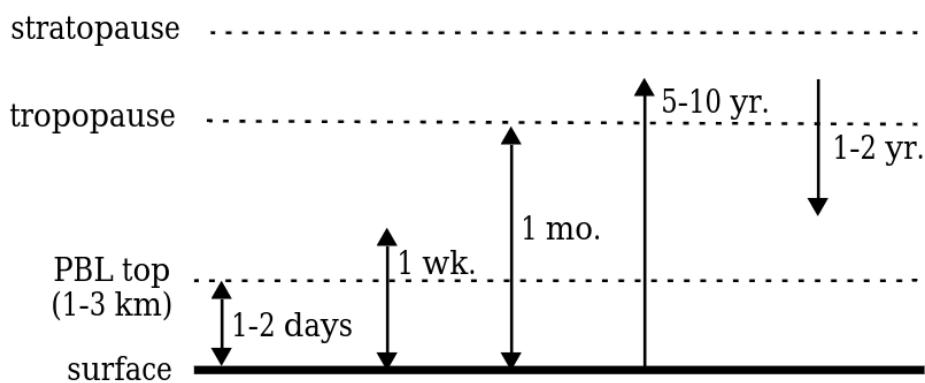 stratopause
tropopause
5-10 yr.
1-2 yr.
1 mo.
PBL top
(1-3 km)
1 wk.
1-2 days
surface